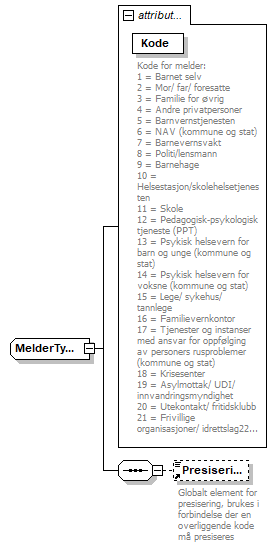 attribut...
Kode
Kode for melder:
1 = Barnet selv
2 = Mor/ far/ foresatte
3 = Familie for øvrig
4 = Andre privatpersoner
5 = Barnvernstjenesten
6 = NAV (kommune og stat)
7 = Barnevernsvakt
8 = Politi/lensmann
9 = Barnehage
10 =
Helsestasjon/skolehelsetjenes
ten
11 = Skole
12 = Pedagogisk-psykologisk
tjeneste (PPT)
13 = Psykisk helsevern for
barn og unge (kommune og
stat)
14 = Psykisk helsevern for
voksne (kommune og stat)
15 = Lege/ sykehus/
tannlege
16 = Familievernkontor
17 = Tjenester og instanser
med ansvar for oppfølging
av personers rusproblemer
(kommune og stat)
18 = Krisesenter
19 = Asylmottak/ UDI/
innvandringsmyndighet
20 = Utekontakt/ fritidsklubb
21 = Frivillige
organisasjoner/ idrettslag22...
MelderTy...
Presiseri...
Globalt element for
presisering, brukes i
forbindelse der en
overliggende kode
må presiseres